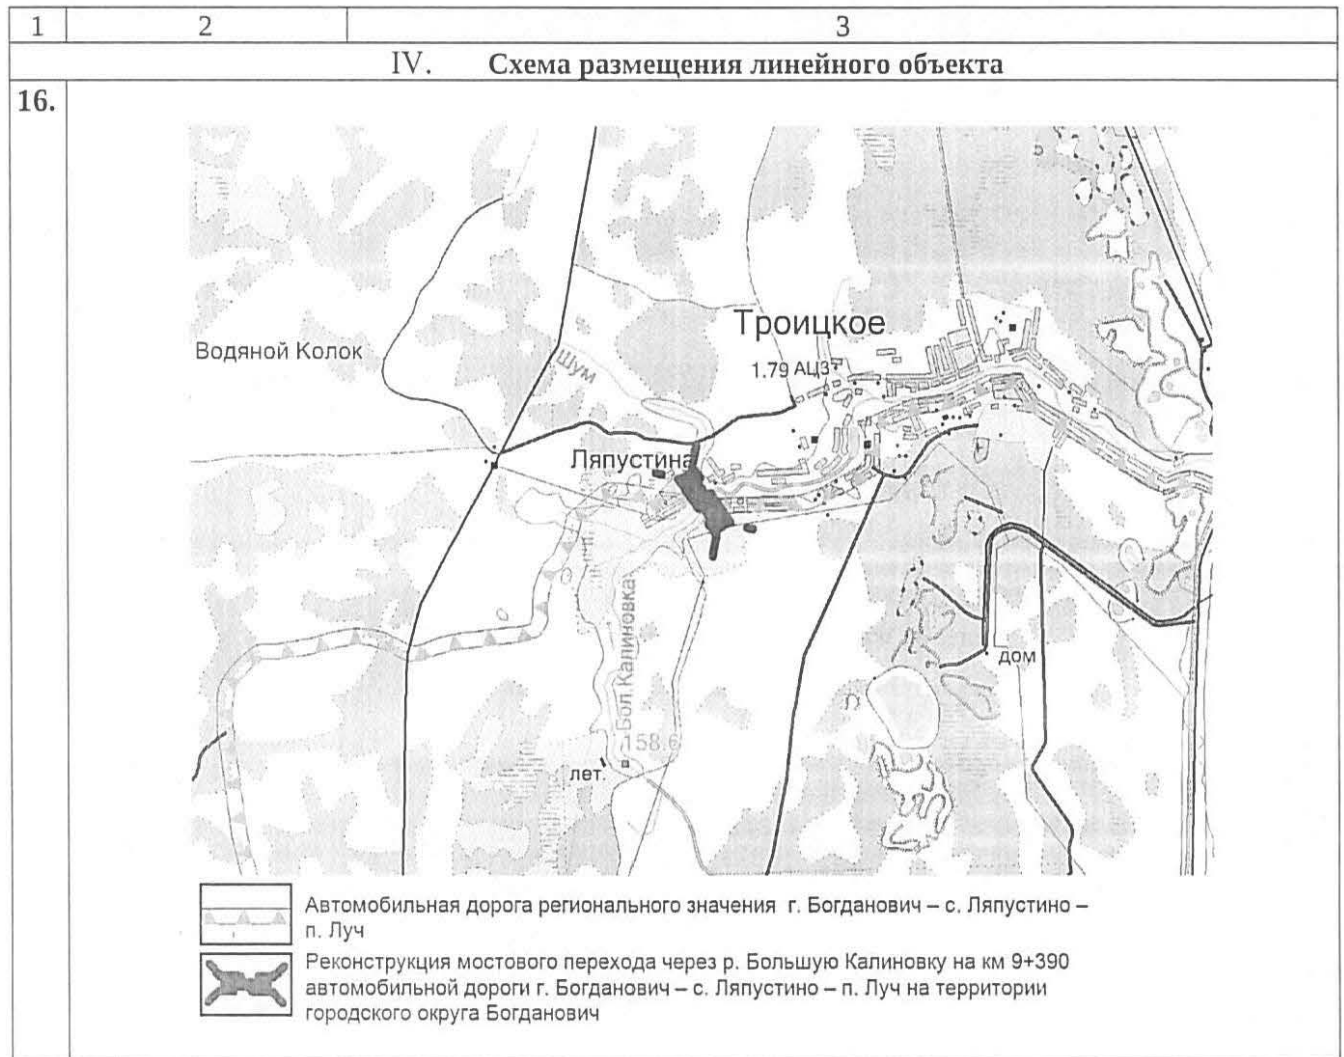 1 2 3
IV. Схема размещения линейного объекта
16.
Троицкое
Водяной Колок
Шум
1.79 АЦЗ
Ляпустина
Бол.Калиновка
дом
158.6
лет.
Автомобильная дорога регионального значения г. Богданович – с. Ляпустино –
п. Луч
Реконструкция мостового перехода через р. Большую Калиновку на км 9+390
автомобильной дороги г. Богданович – с. Ляпустино – п. Луч на территории
городского округа Богданович